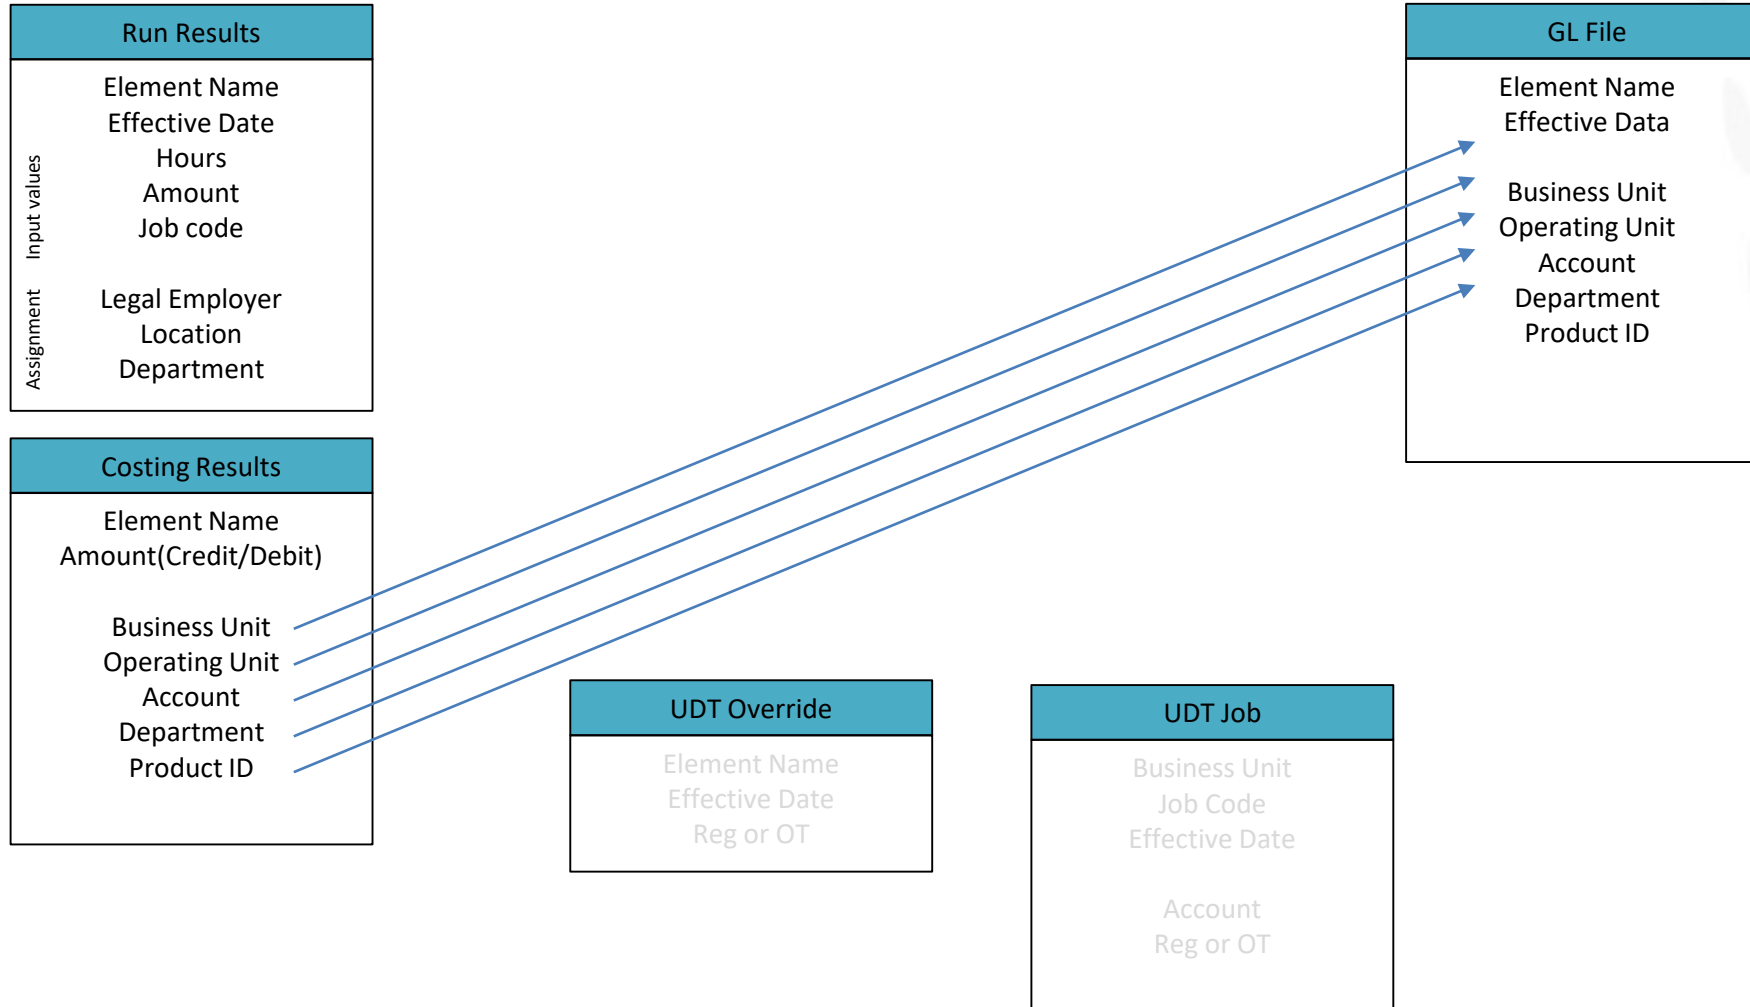 Run Results
Element Name
Effective Date
Hours
Amount
Job code
Input values
Legal Employer
Location
Department
Assignment
Costing Results
Element Name
Amount(Credit/Debit)
Business Unit
Operating Unit
Account
Department
Product ID
UDT Override
Element Name
Effective Date
Reg or OT
UDT Job
Business Unit
Job Code
Effective Date
Account
Reg or OT
GL File
Element Name
Effective Data
Business Unit
Operating Unit
Account
Department
Product ID